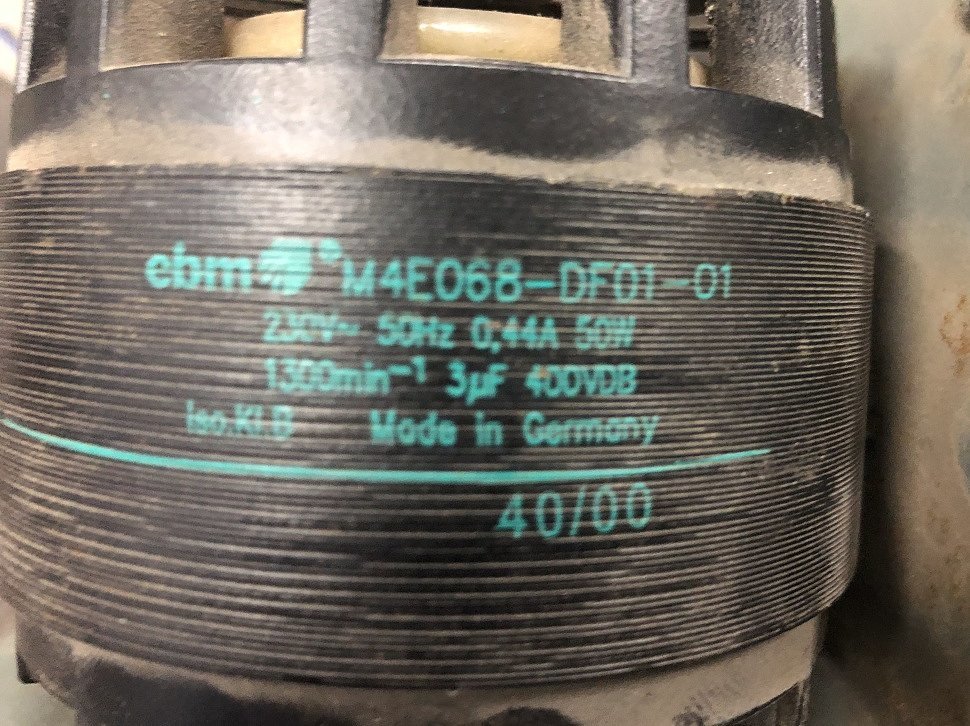 ebm® M4E068-DF01-01
230V~ 50Hz 0,44A 50W
1300min⁻¹ 3µF 400VDB
Iso.Kl.B Made in Germany
40/00